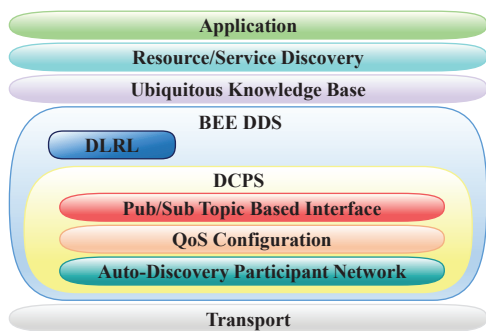 Application
Resource/Service Discovery
Ubiquitous Knowledge Base
BEE DDS
DLRL
DCPS
Pub/Sub Topic Based Interface
QoS Configuration
Auto-Discovery Participant Network
Transport